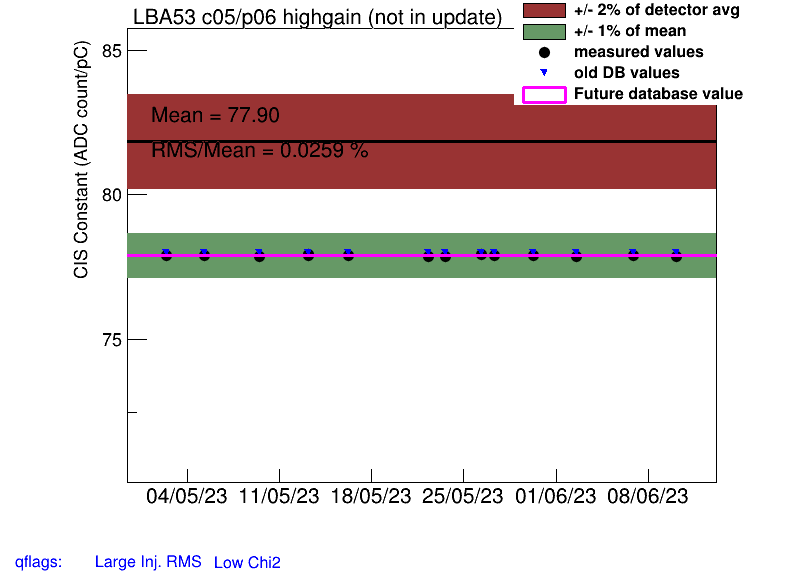 LBA53 c05/p06 highgain (not in update)
+/- 2% of detector avg
+/- 1% of mean
measured values
old DB values
Future database value
CIS Constant (ADC count/pC)
85
80
75
Mean = 77.90
RMS/Mean = 0.0259 %
04/05/23 11/05/23 18/05/23 25/05/23 01/06/23 08/06/23
qflags: Large Inj. RMS Low Chi2